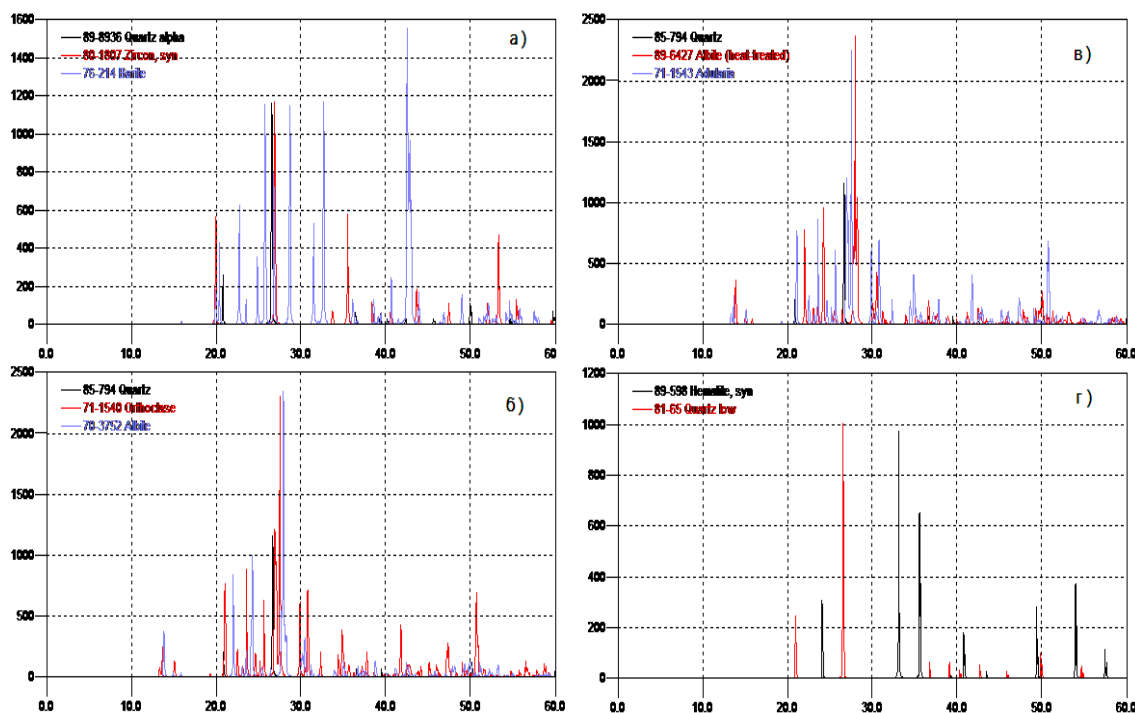 1600
1400
1200
1000
800
600
400
200
0
89-8936 Quartz alpha
80-1807 Zircon, syn
76-214 Barite
а)
0.0 10.0 20.0 30.0 40.0 50.0 60.0
2500
2000
1500
1000
500
0
85-794 Quartz
89-6427 Albite (heat-treated)
71-1543 Adularia
в)
0.0 10.0 20.0 30.0 40.0 50.0 60.0
2500
2000
1500
1000
500
0
85-794 Quartz
71-1540 Orthoclase
70-3752 Albite
б)
0.0 10.0 20.0 30.0 40.0 50.0 60.0
1200
1000
800
600
400
200
0
89-598 Hematite, syn
81-65 Quartz low
г)
0.0 10.0 20.0 30.0 40.0 50.0 60.0